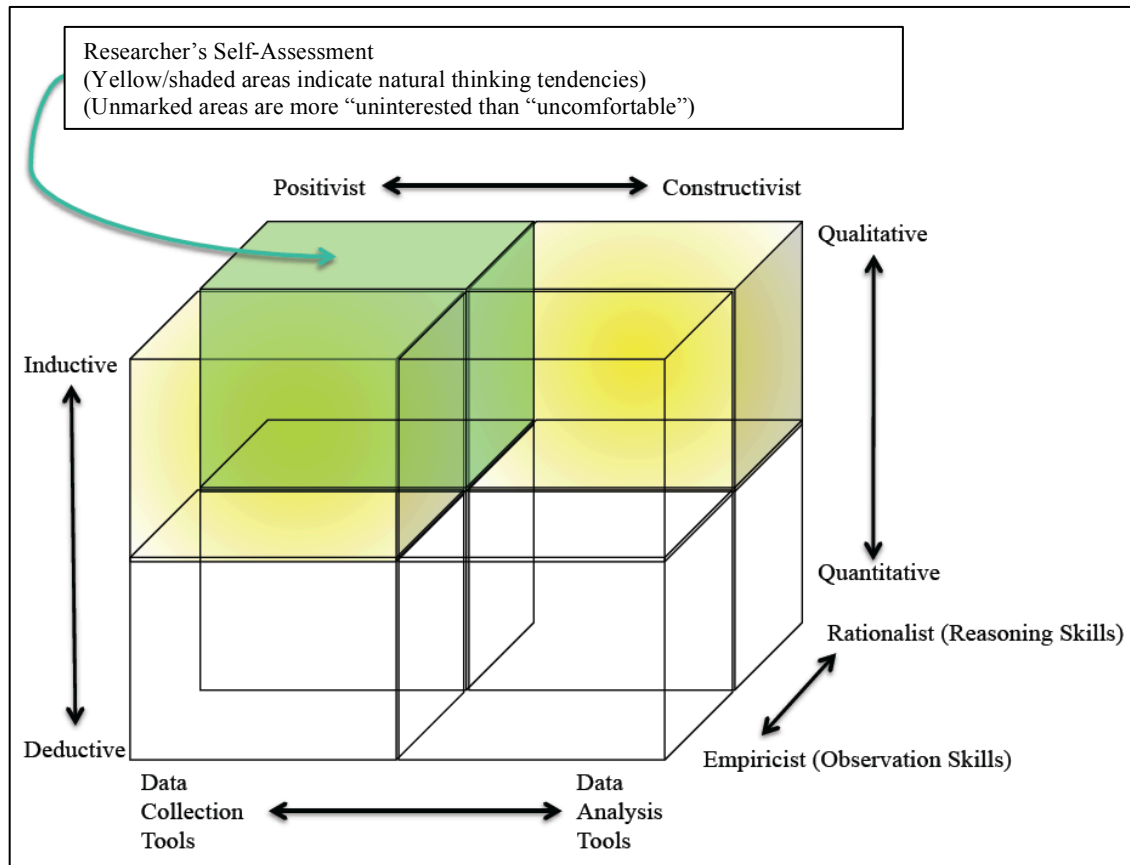 Researcher’s Self-Assessment
(Yellow/shaded areas indicate natural thinking tendencies)
(Unmarked areas are more “uninterested than “uncomfortable”)
Positivist
Constructivist
Qualitative
Inductive
Quantitative
Rationalist (Reasoning Skills)
Deductive
Empiricist (Observation Skills)
Data
Collection
Tools
Data
Analysis
Tools